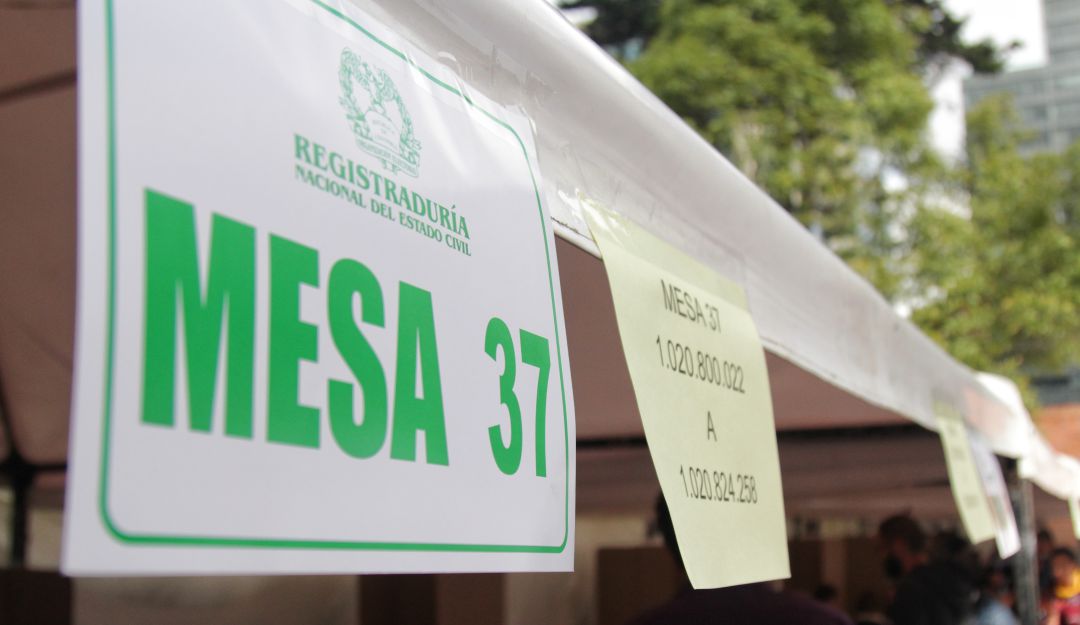 REGISTRADURÍA
NACIONAL DEL ESTADO CIVIL
MESA 37
MESA 37
1.020.800.022
A
1.020.824.258